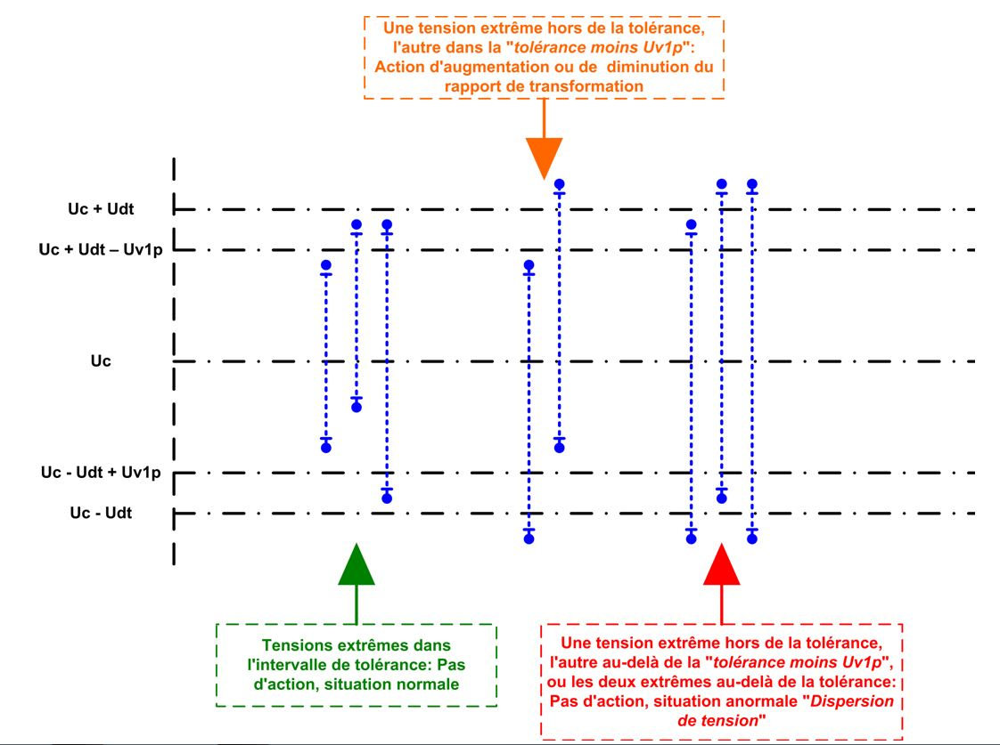 Une tension extrême hors de la tolérance,
l'autre dans la "tolérance moins Uv1p":
Action d'augmentation ou de diminution du
rapport de transformation
Uc + Udt
Uc + Udt – Uv1p
Uc
Uc - Udt + Uv1p
Uc - Udt
Tensions extrêmes dans
l'intervalle de tolérance: Pas
d'action, situation normale
Une tension extrême hors de la tolérance,
l'autre au-delà de la "tolérance moins Uv1p",
ou les deux extrêmes au-delà de la tolérance:
Pas d'action, situation anormale "Dispersion
de tension"